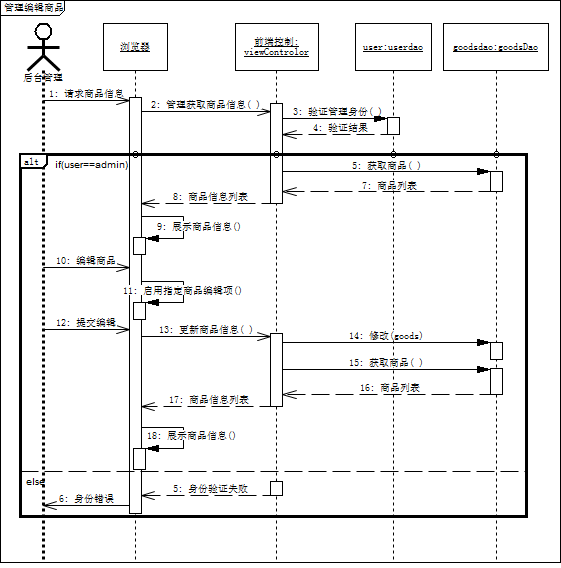 管理编辑商品
后台管理
浏览器
前端控制:
viewControlor
user:userdao
goodsdao:goodsDao
1: 请求商品信息
2: 管理获取商品信息( )
3: 验证管理身份( )
4: 验证结果
alt
if(user==admin)
5: 获取商品( )
7: 商品列表
8: 商品信息列表
9: 展示商品信息()
10: 编辑商品
11: 启用指定商品编辑项()
12: 提交编辑
13: 更新商品信息( )
14: 修改(goods)
15: 获取商品( )
16: 商品列表
17: 商品信息列表
18: 展示商品信息()
else
5: 身份验证失败
6: 身份错误